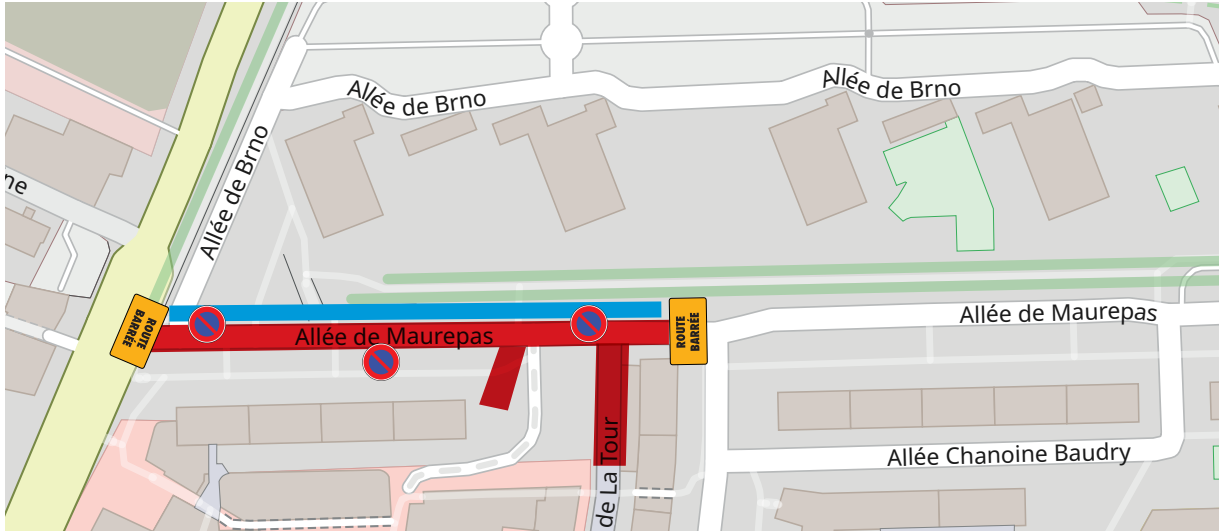 Allée de Brno
Allée de Brno
Allée de Brno
ne
ROUTE
BARRÉE
Allée de Maurepas
ROUTE
BARRÉE
Allée de Maurepas
de La Tour
Allée Chanoine Baudry